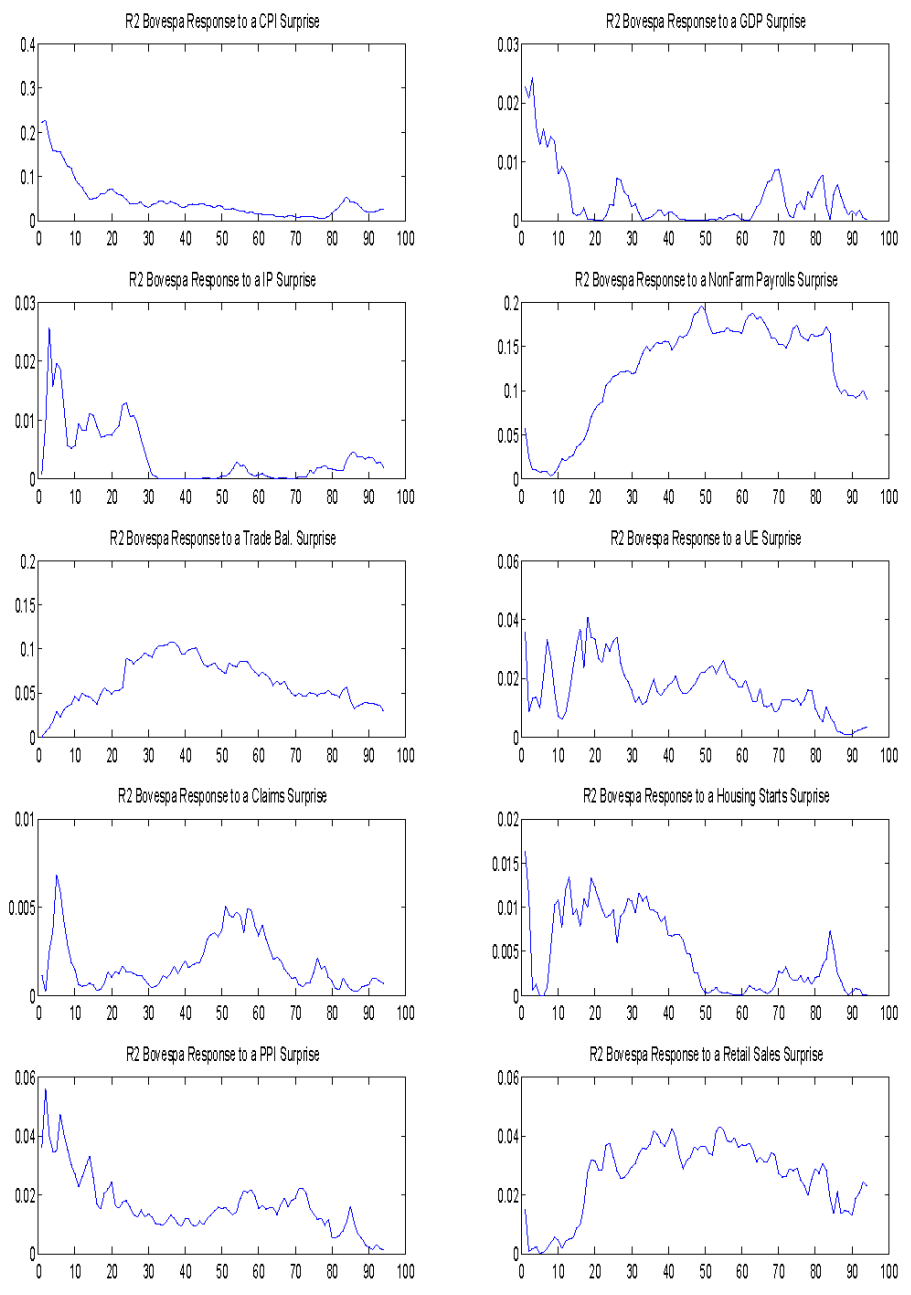 R2 Bovespa Response to a CPI Surprise
0.4
0.3
0.2
0.1
0
0 10 20 30 40 50 60 70 80 90 100
R2 Bovespa Response to a GDP Surprise
0.03
0.02
0.01
0
0 10 20 30 40 50 60 70 80 90 100
R2 Bovespa Response to a IP Surprise
0.03
0.02
0.01
0
0 10 20 30 40 50 60 70 80 90 100
R2 Bovespa Response to a NonFarm Payrolls Surprise
0.2
0.15
0.1
0.05
0
0 10 20 30 40 50 60 70 80 90 100
R2 Bovespa Response to a Trade Bal. Surprise
0.2
0.15
0.1
0.05
0
0 10 20 30 40 50 60 70 80 90 100
R2 Bovespa Response to a UE Surprise
0.06
0.04
0.02
0
0 10 20 30 40 50 60 70 80 90 100
R2 Bovespa Response to a Claims Surprise
0.01
0.005
0
0 10 20 30 40 50 60 70 80 90 100
R2 Bovespa Response to a Housing Starts Surprise
0.02
0.015
0.01
0.005
0
0 10 20 30 40 50 60 70 80 90 100
R2 Bovespa Response to a PPI Surprise
0.06
0.04
0.02
0
0 10 20 30 40 50 60 70 80 90 100
R2 Bovespa Response to a Retail Sales Surprise
0.06
0.04
0.02
0
0 10 20 30 40 50 60 70 80 90 100